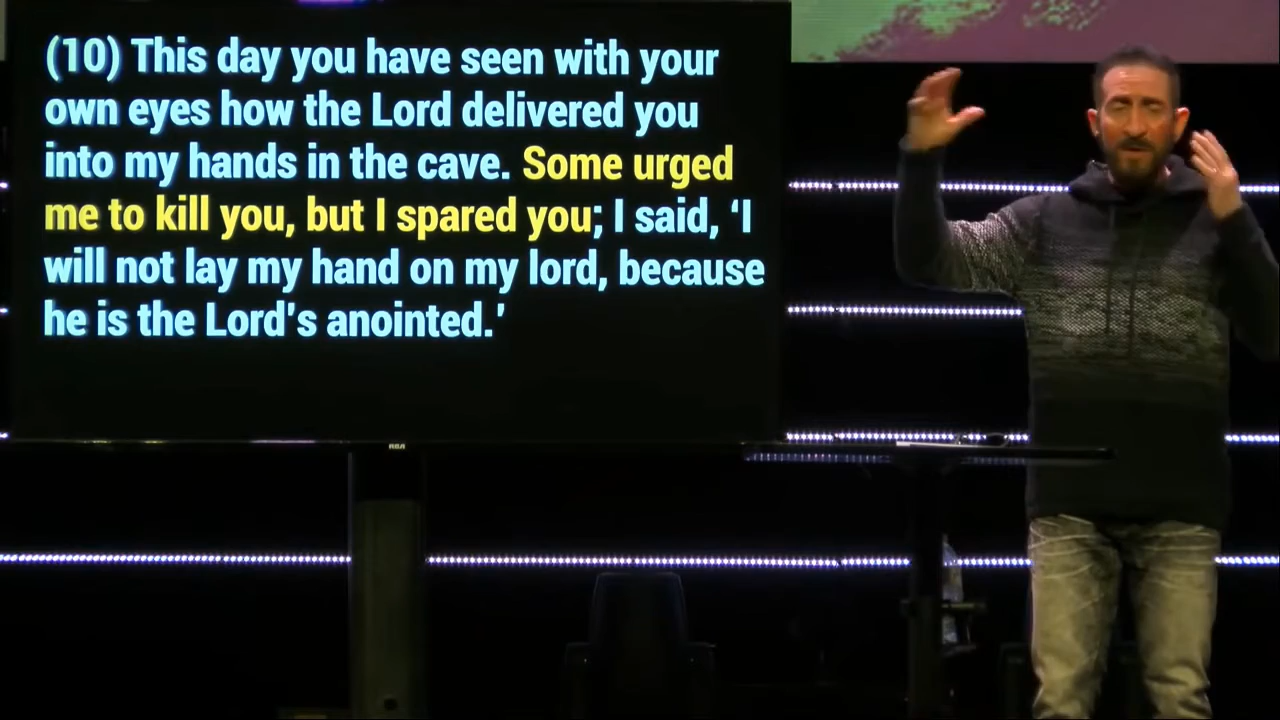 (10) This day you have seen with your
own eyes how the Lord delivered you
into my hands in the cave. Some urged
me to kill you, but I spared you; I said, ‘I
will not lay my hand on my lord, because
he is the Lord's anointed.’
RCA